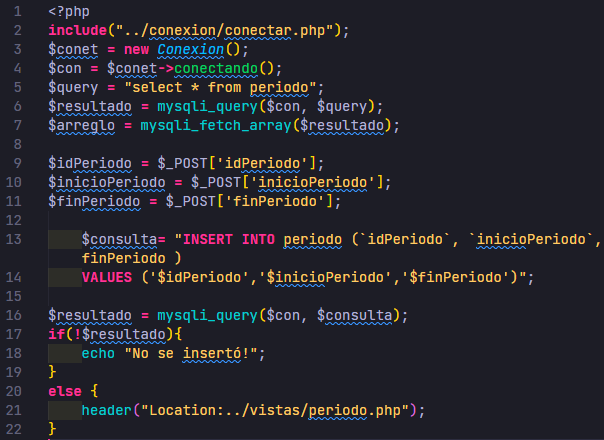 1 <?php
2 include("../conexion/conectar.php");
3 $conet = new Conexion();
4 $con = $conet->conectando();
5 $query = "select * from periodo";
6 $resultado = mysqli_query($con, $query);
7 $arreglo = mysqli_fetch_array($resultado);
8
9 $idPeriodo = $_POST['idPeriodo'];
10 $inicioPeriodo = $_POST['inicioPeriodo'];
11 $finPeriodo = $_POST['finPeriodo'];
12
13 $consulta= "INSERT INTO periodo (`idPeriodo`, `inicioPeriodo`,
finPeriodo )
14 VALUES ('$idPeriodo','$inicioPeriodo','$finPeriodo')";
15
16 $resultado = mysqli_query($con, $consulta);
17 if(!$resultado){
18 echo "No se insertó!";
19 }
20 else {
21 header("Location:../vistas/periodo.php");
22 }